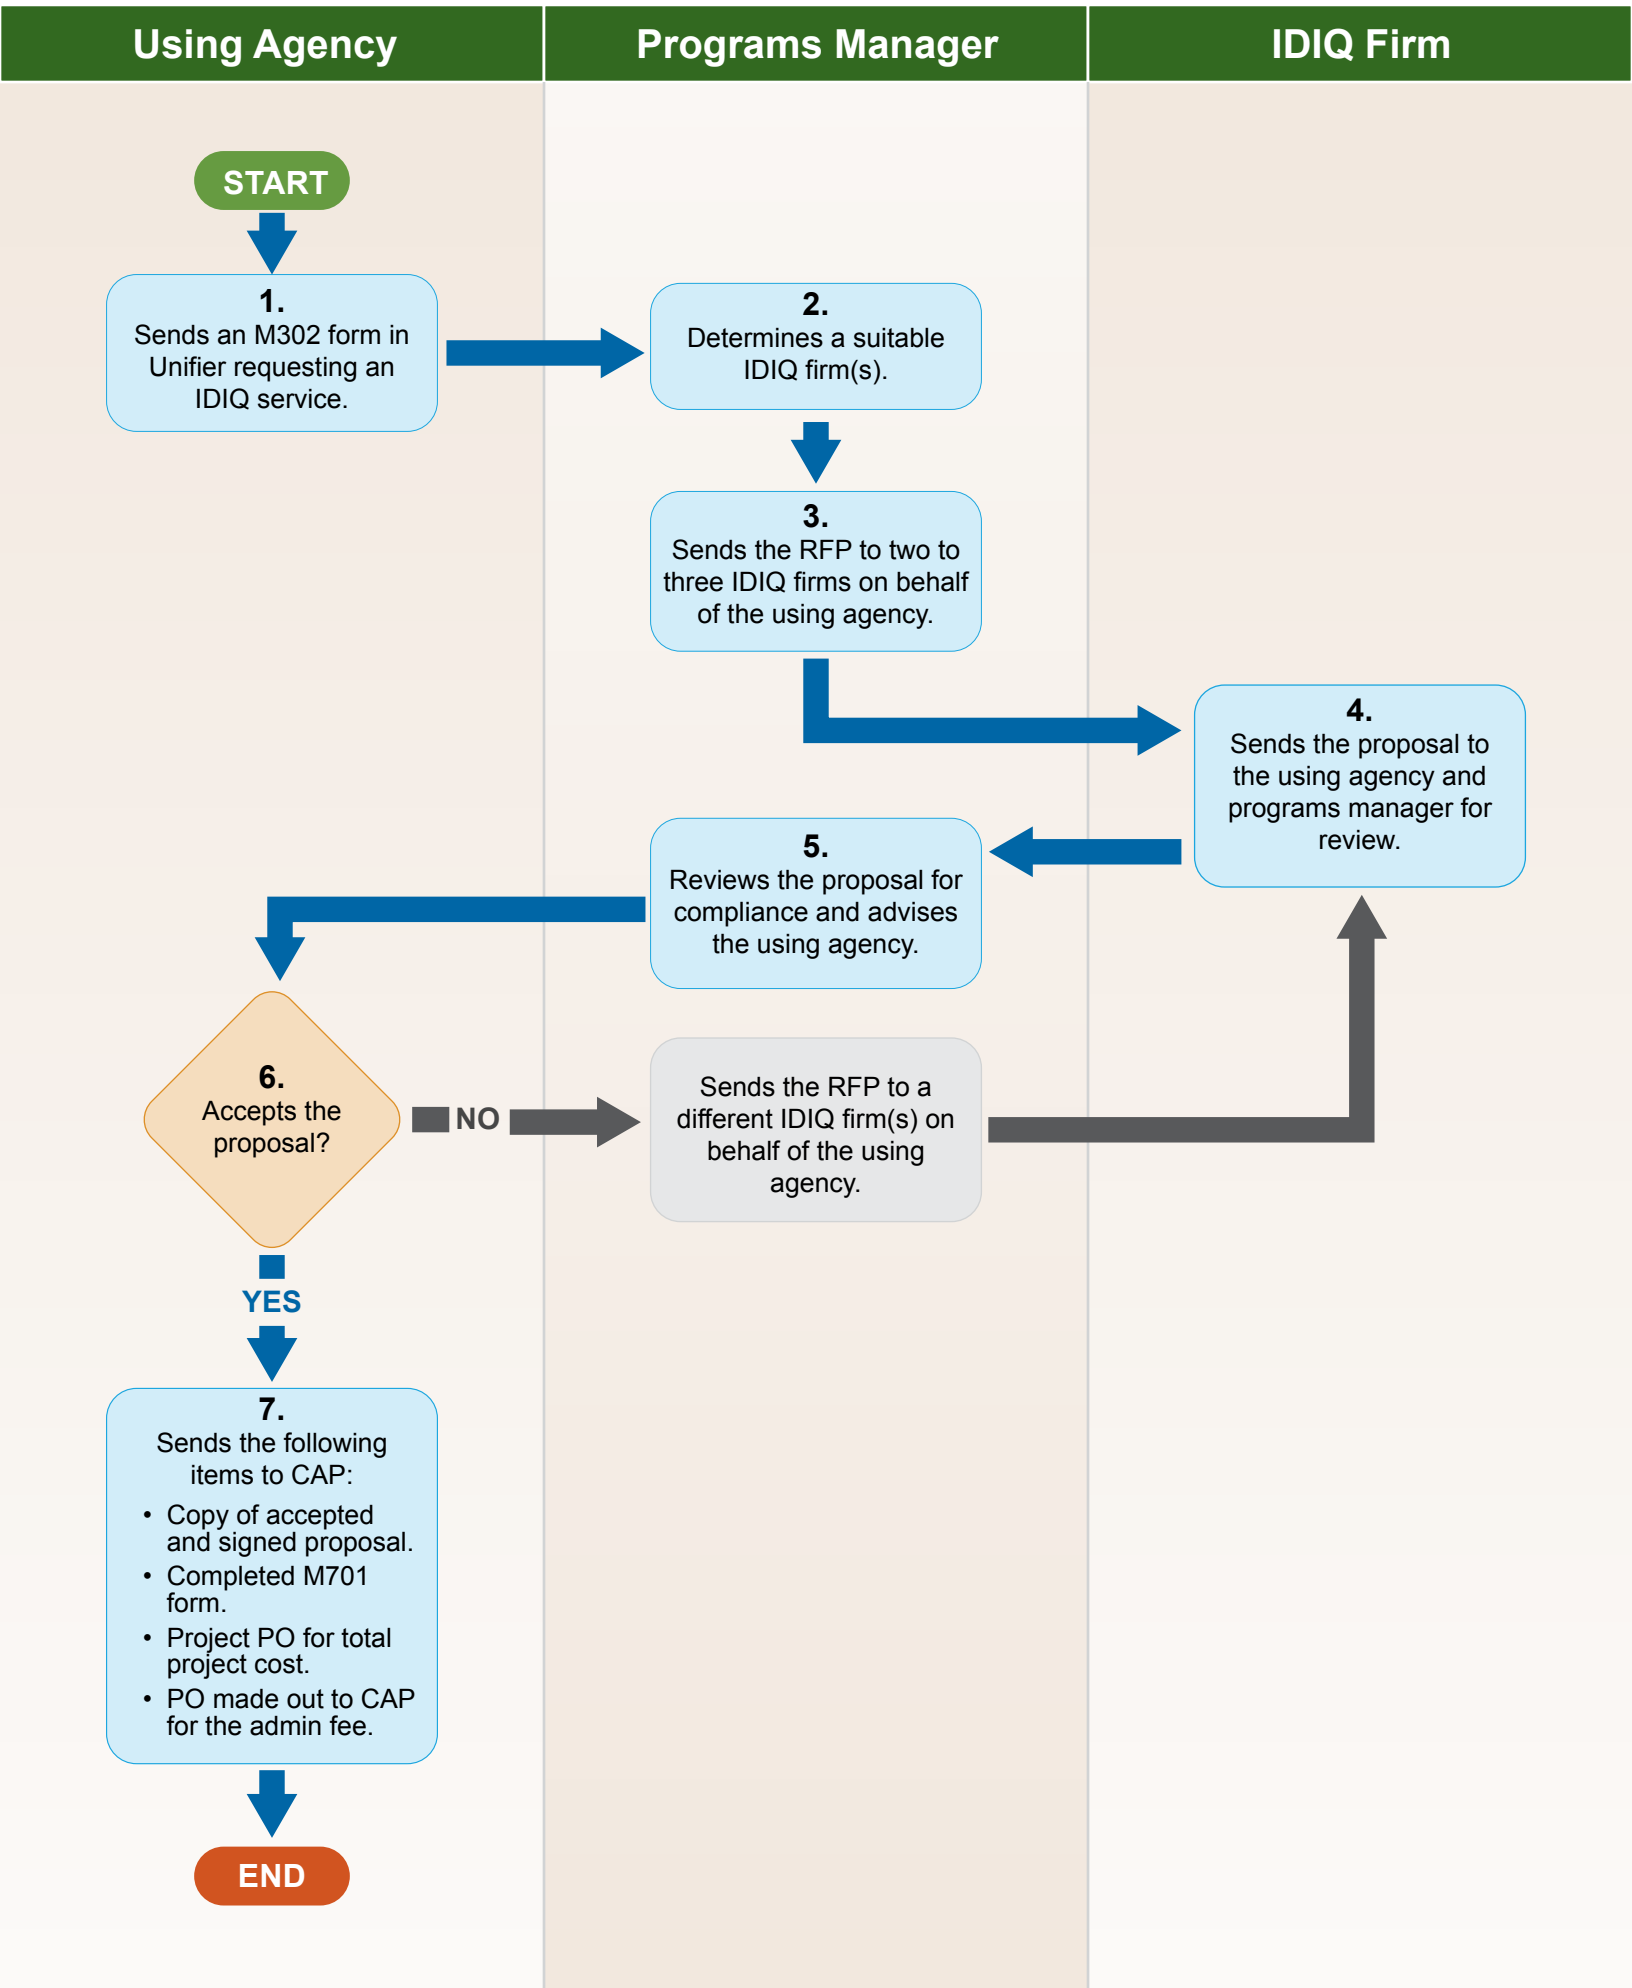 Using Agency
Programs Manager
IDIQ Firm
START
1.
Sends an M302 form in
Unifier requesting an
IDIQ service.
2.
Determines a suitable
IDIQ firm(s).
3.
Sends the RFP to two to
three IDIQ firms on behalf
of the using agency.
4.
Sends the proposal to
the using agency and
programs manager for
review.
5.
Reviews the proposal for
compliance and advises
the using agency.
6.
Accepts the
proposal?
NO
Sends the RFP to a
different IDIQ firm(s) on
behalf of the using
agency.
YES
7.
Sends the following
items to CAP:
• Copy of accepted
and signed proposal.
• Completed M701
form.
• Project PO for total
project cost.
• PO made out to CAP
for the admin fee.
END